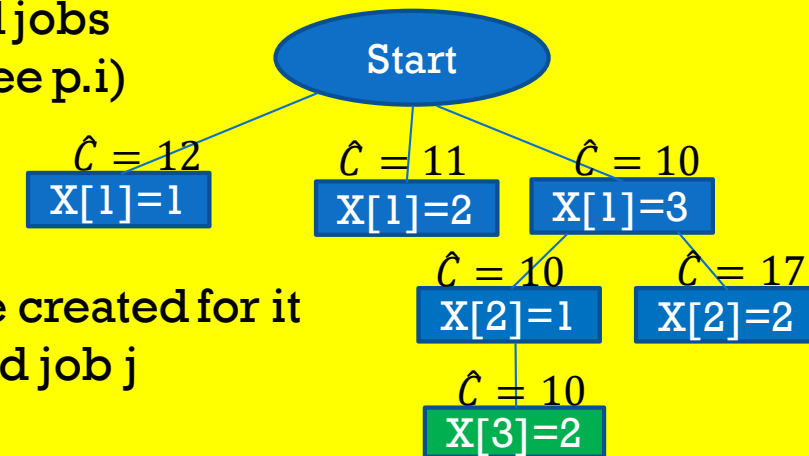 jobs
p.i)
Start
Ĉ = 12
Ĉ = 11
Ĉ = 10
X[1]=1
X[1]=2
X[1]=3
Ĉ = 10
Ĉ = 17
X[2]=1
X[2]=2
created for it
job j
Ĉ = 10
X[3]=2